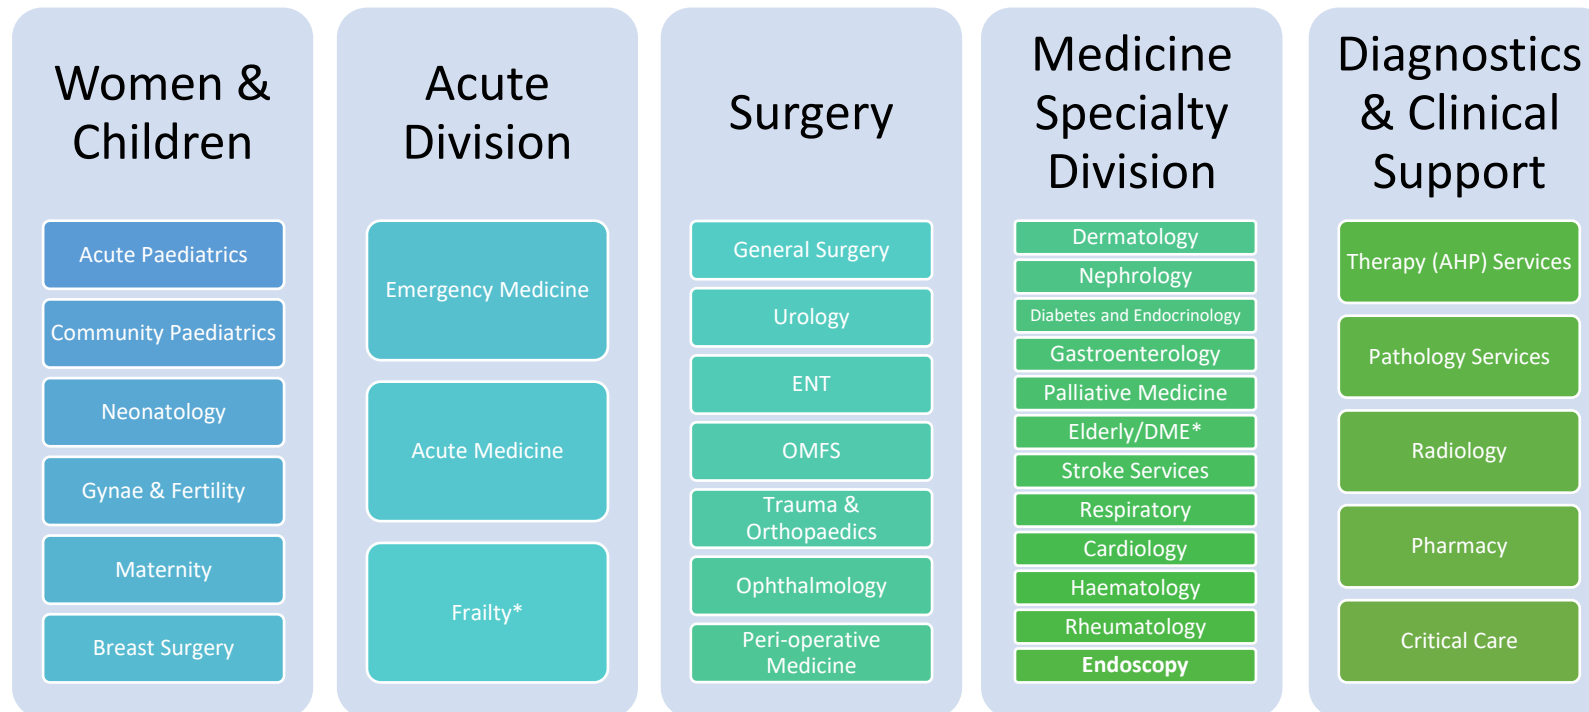 Women &
Children
Acute Paediatrics
Community Paediatrics
Neonatology
Gynae & Fertility
Maternity
Breast Surgery
Acute
Division
Emergency Medicine
Acute Medicine
Frailty*
Surgery
General Surgery
Urology
ENT
OMFS
Trauma &
Orthopaedics
Ophthalmology
Peri-operative
Medicine
Medicine
Specialty
Division
Dermatology
Nephrology
Diabetes and Endocrinology
Gastroenterology
Palliative Medicine
Elderly/DME*
Stroke Services
Respiratory
Cardiology
Haematology
Rheumatology
Endoscopy
Diagnostics
& Clinical
Support
Therapy (AHP) Services
Pathology Services
Radiology
Pharmacy
Critical Care